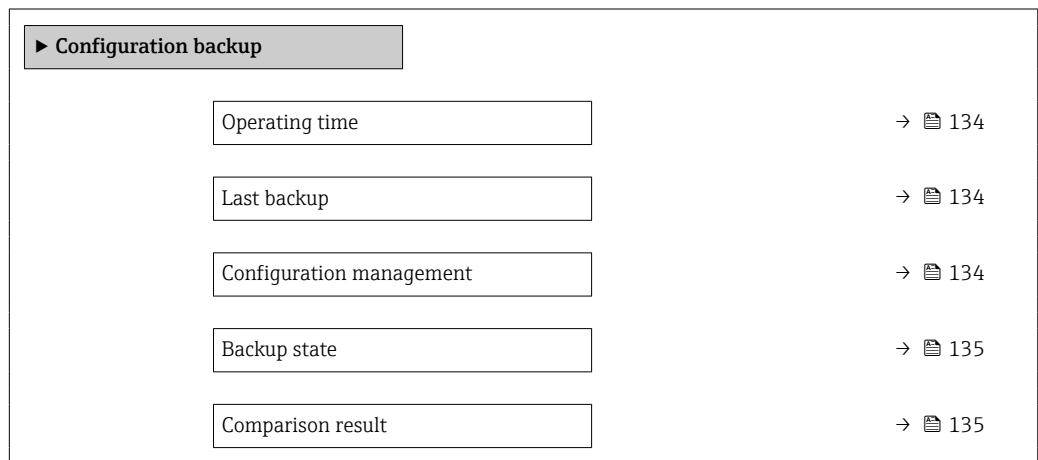 ▶ Configuration backup
Operating time → 134
Last backup → 134
Configuration management → 134
Backup state → 135
Comparison result → 135